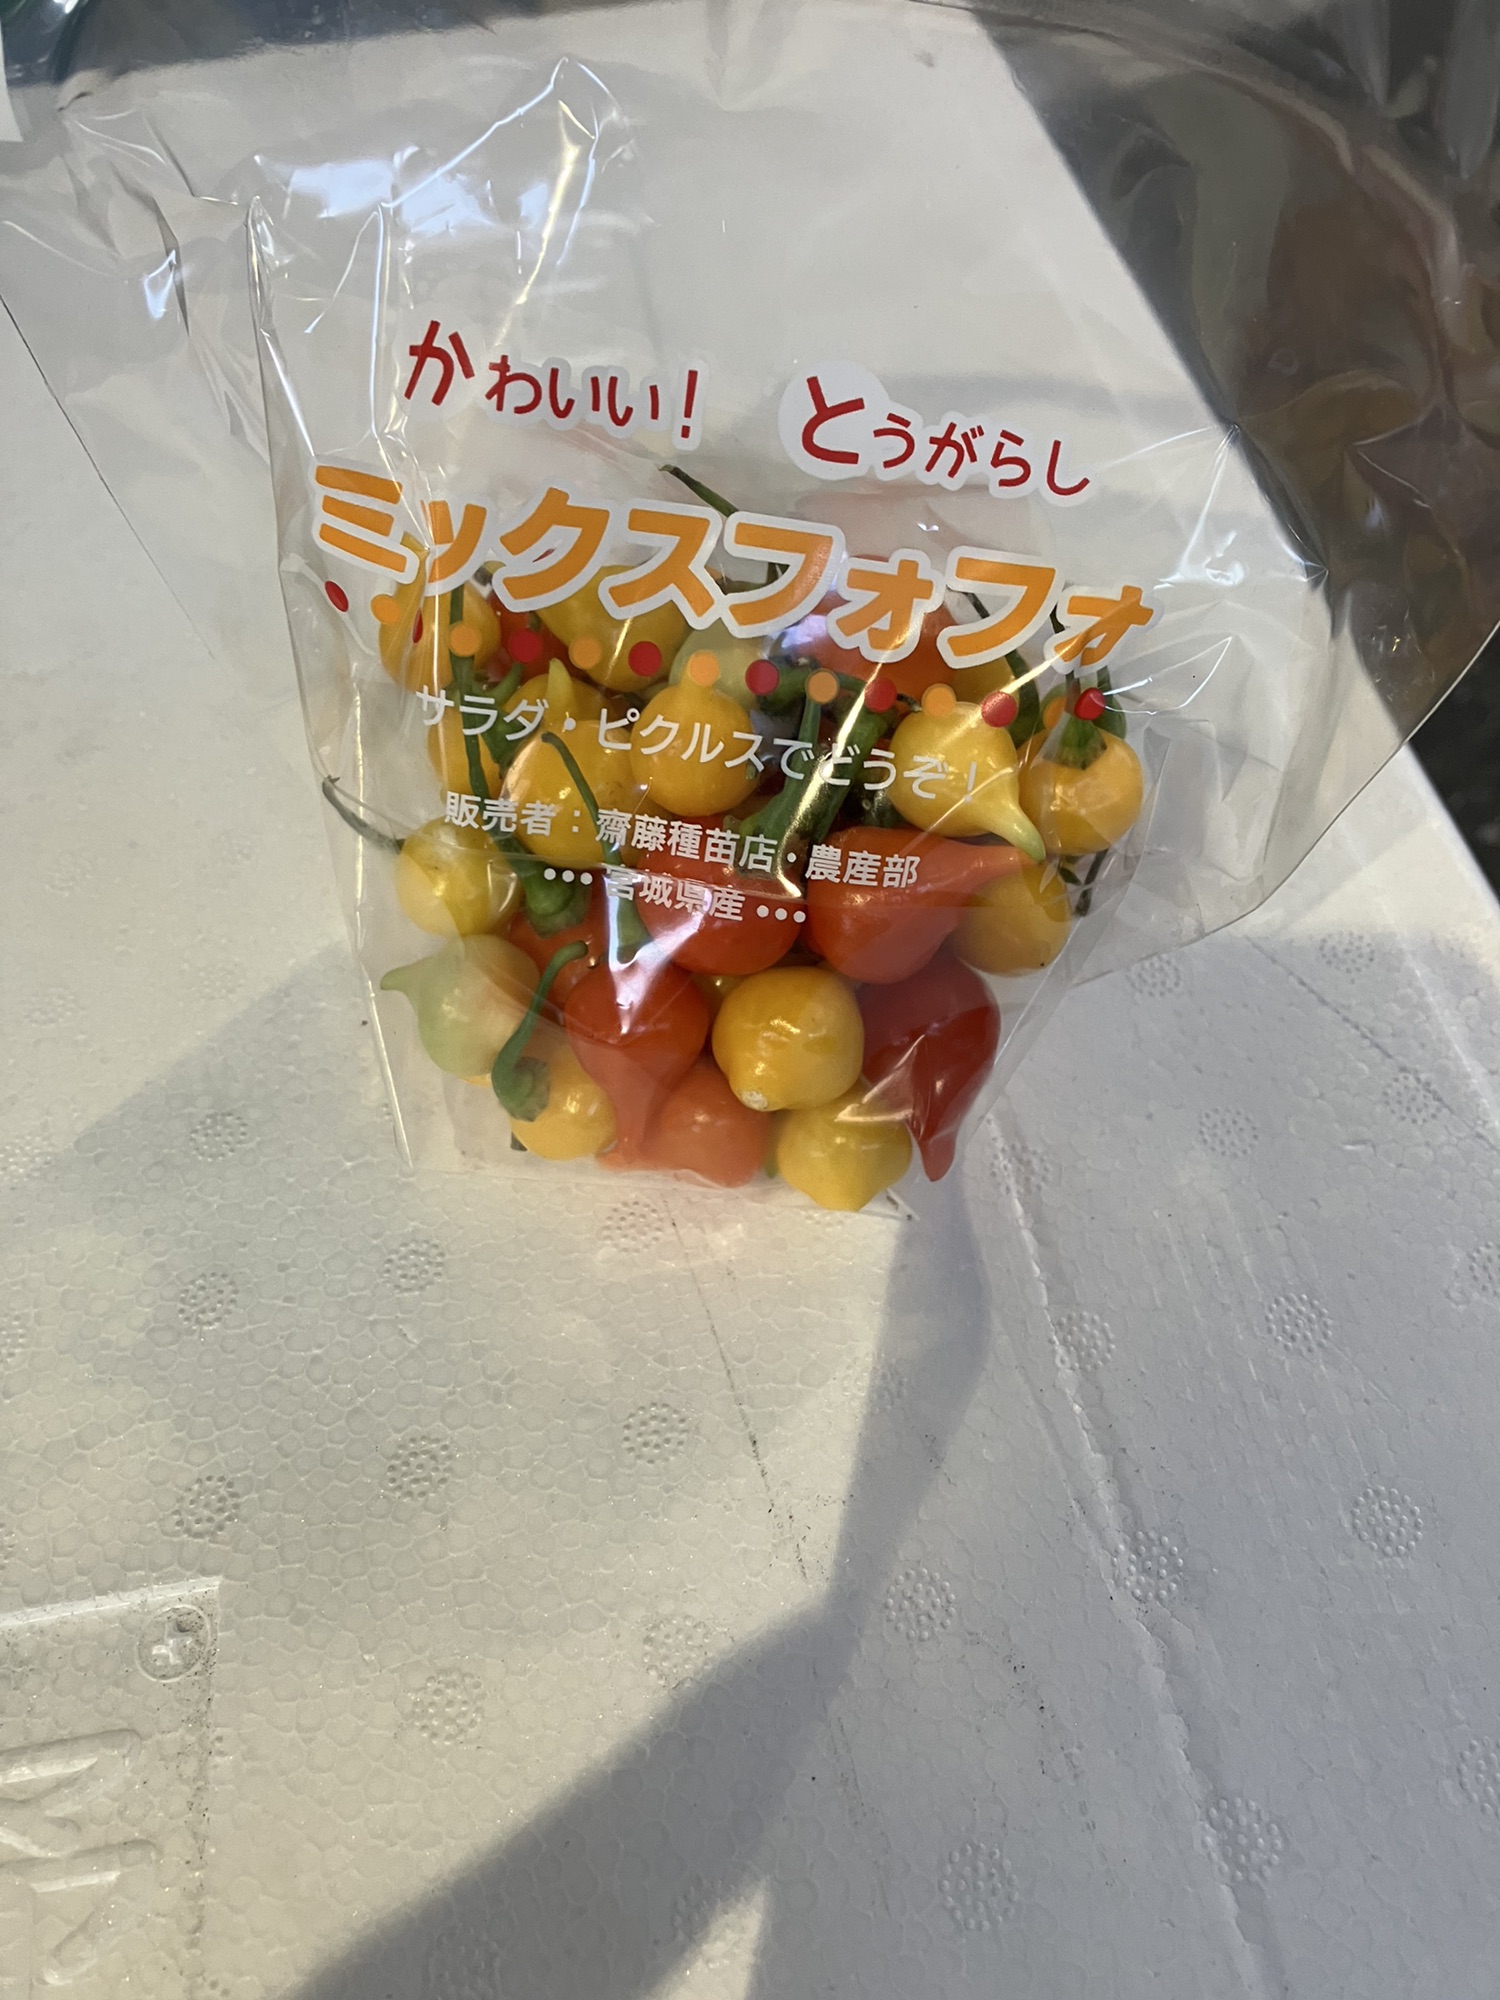 かわいい！ とうがらし
ミックスフォフォ
サラダ・ピクルスでどうぞ！
販売者：齋藤種苗店・農産部
•••宮城県産•••